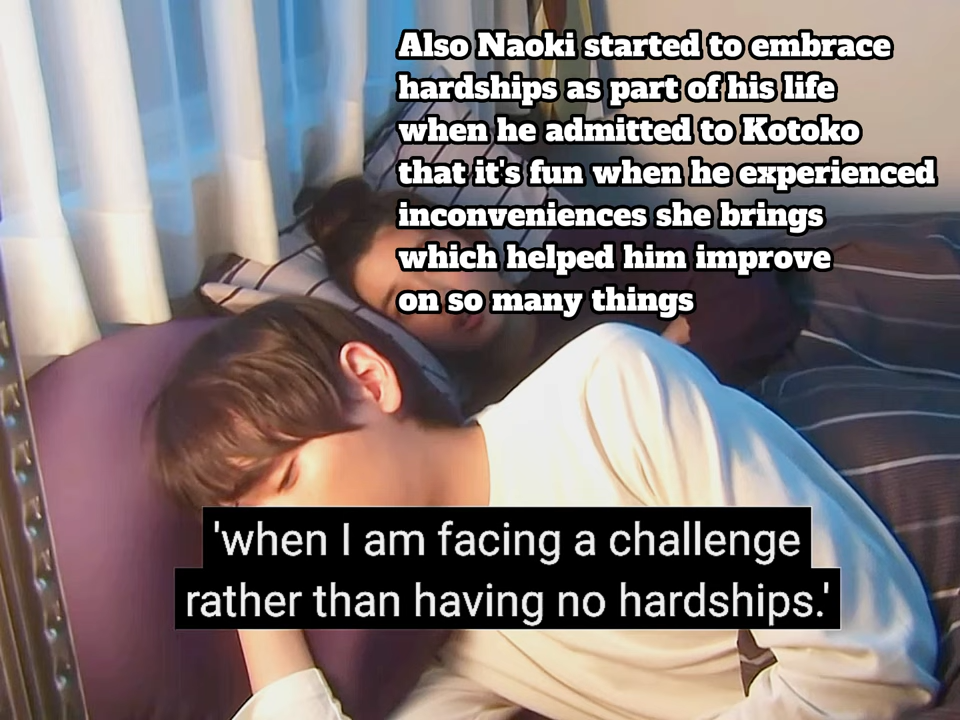 Also Naoki started to embrace
hardships as part of his life
when he admitted to Kotoko
that it's fun when he experienced
inconveniences she brings
which helped him improve
on so many things
'when I am facing a challenge
rather than having no hardships.'